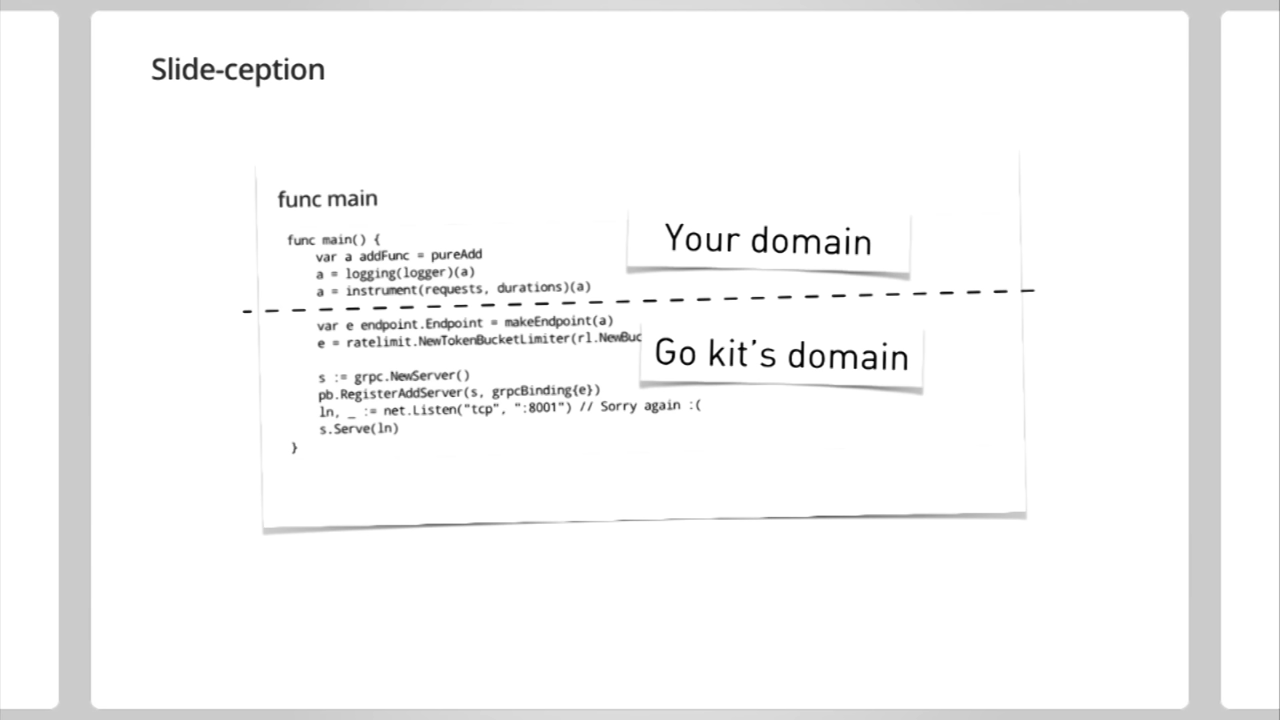 Slide-ception
func main
func main() {
var a addFunc = pureAdd
a = logging(logger)(a)
a = instrument(requests, durations)(a)
Your domain
var e endpoint.Endpoint = makeEndpoint(a)
e = ratelimit.NewTokenBucketLimiter(rl.NewBuc
Go kit's domain
s := grpc.NewServer()
pb.RegisterAddServer(s, grpcBinding{e})
ln, _ := net.Listen("tcp", ":8001") // Sorry again :(
s.Serve(ln)
}